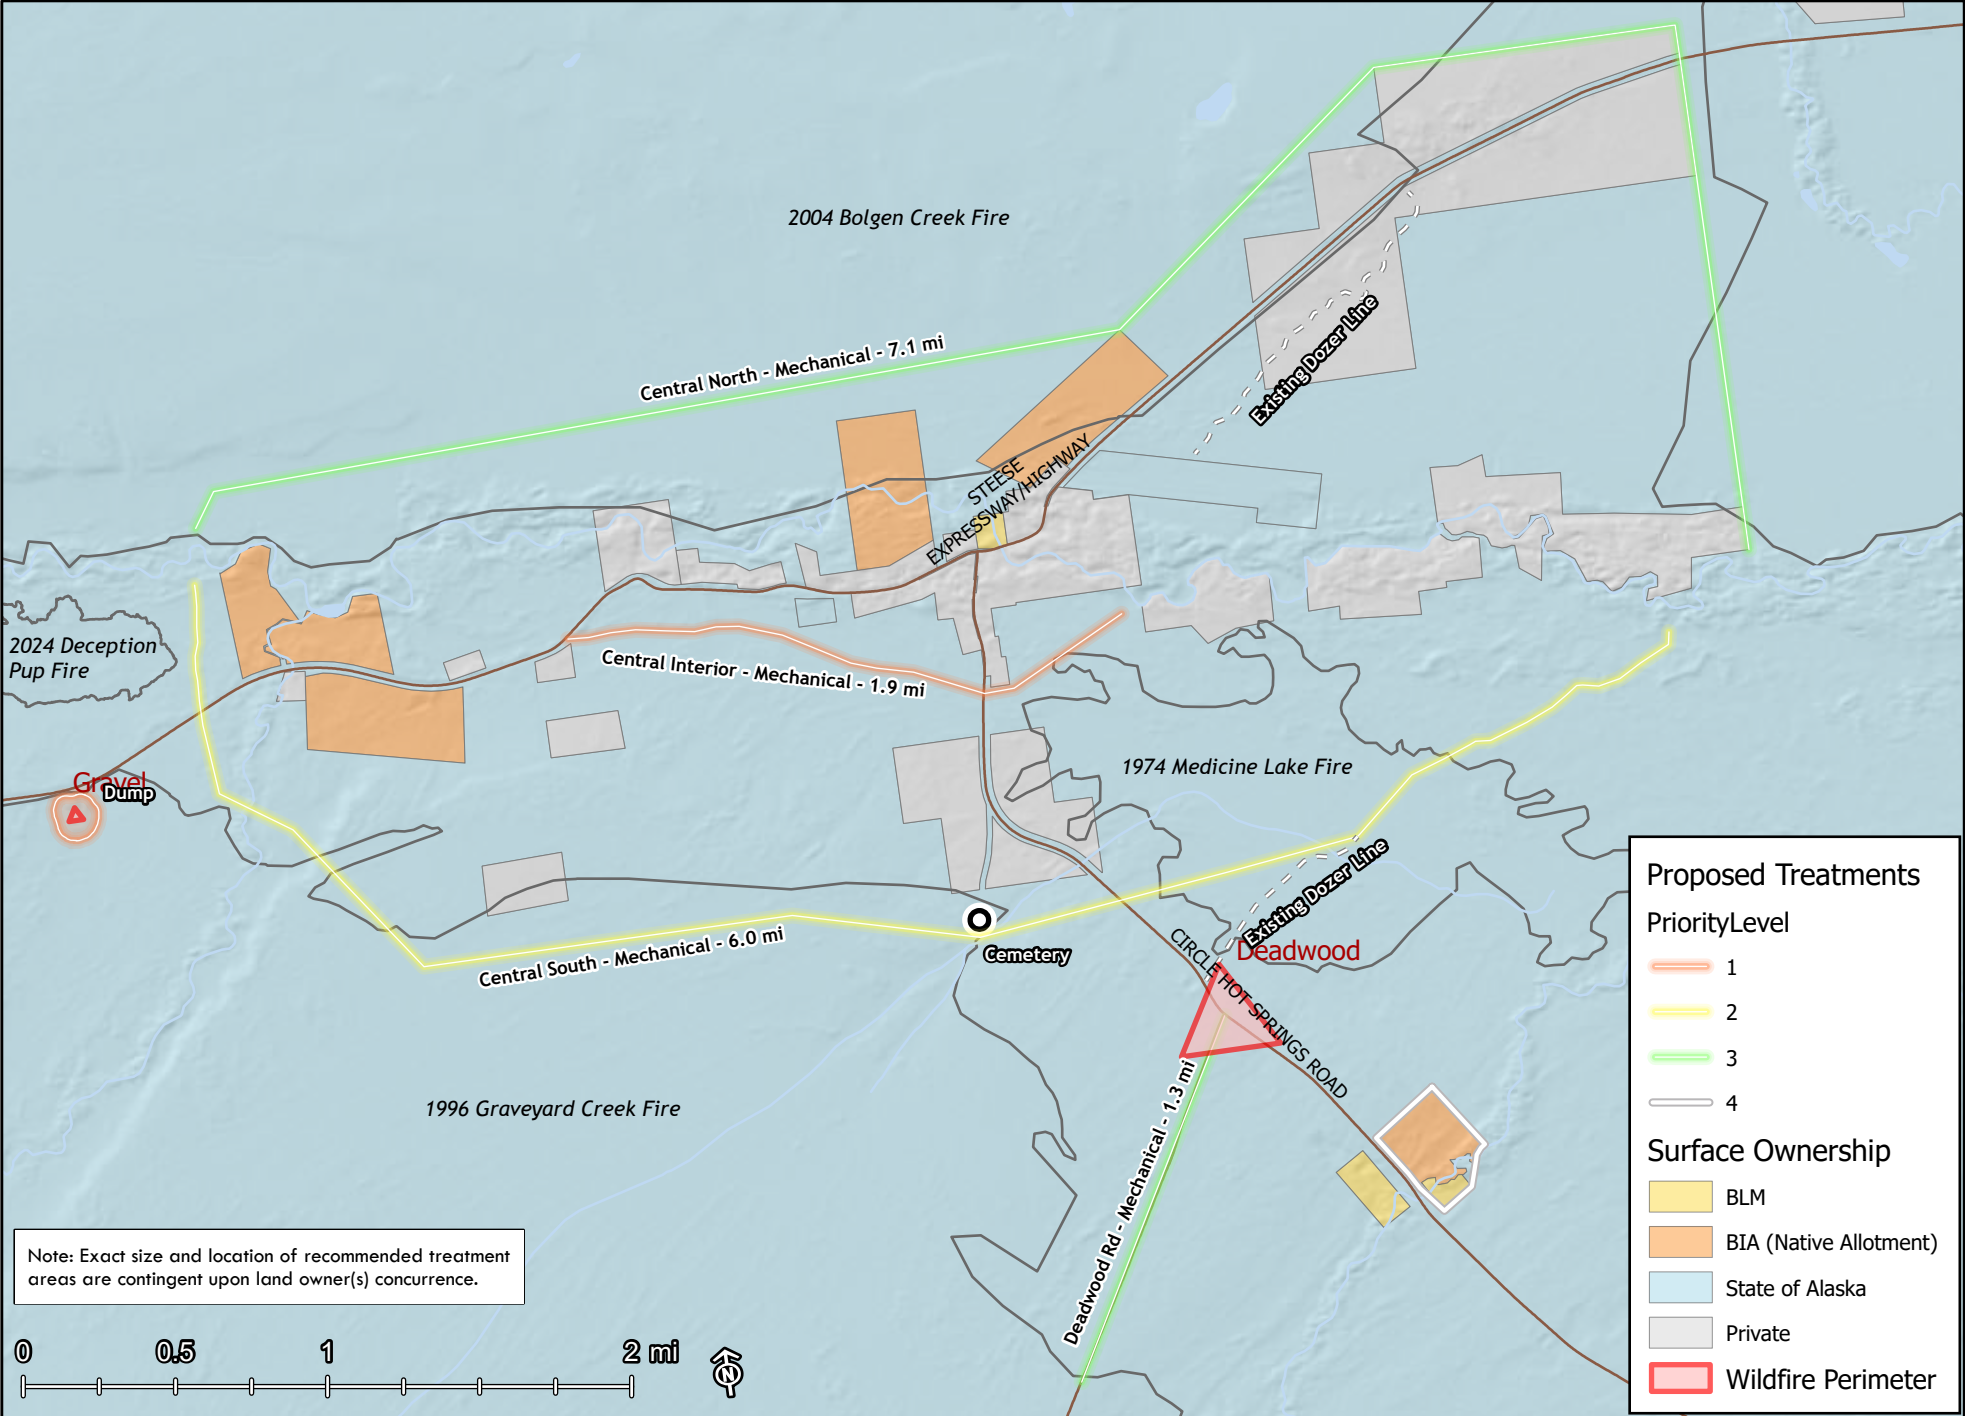 2004 Bolgen Creek Fire
Central North - Mechanical - 7.1 mi
Existing Dozer Line
STEESE
EXPRESSWAY/HIGHWAY
2024 Deception
Pup Fire
Central Interior - Mechanical - 1.9 mi
1974 Medicine Lake Fire
Gravel
Dump
Existing Dozer Line
Central South - Mechanical - 6.0 mi
Cemetery
Deadwood
CIRCLE HOT SPRINGS ROAD
1996 Graveyard Creek Fire
Deadwood Rd - Mechanical - 1.3 mi
Note: Exact size and location of recommended treatment
areas are contingent upon land owner(s) concurrence.
0 0.5 1 2 mi
N
Proposed Treatments
PriorityLevel
1
2
3
4
Surface Ownership
BLM
BIA (Native Allotment)
State of Alaska
Private
Wildfire Perimeter